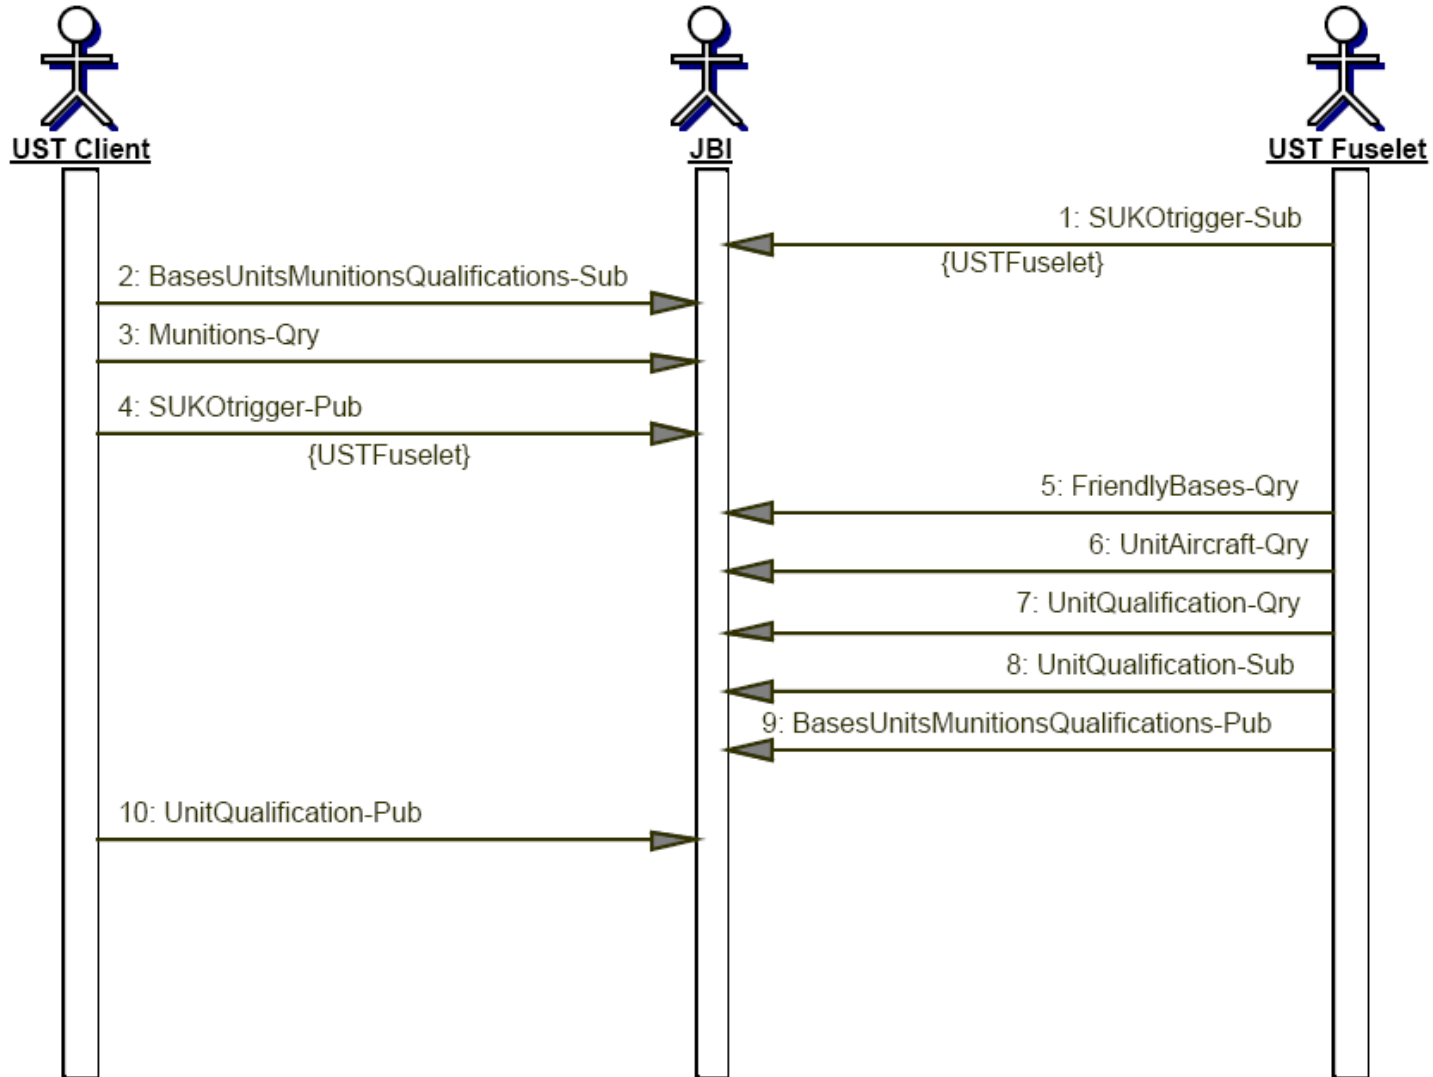 UST Client
JBI
UST Fuselet
1: SUKOtrigger-Sub
{USTFuselet}
2: BasesUnitsMunitionsQualifications-Sub
3: Munitions-Qry
4: SUKOtrigger-Pub
{USTFuselet}
5: FriendlyBases-Qry
6: UnitAircraft-Qry
7: UnitQualification-Qry
8: UnitQualification-Sub
9: BasesUnitsMunitionsQualifications-Pub
10: UnitQualification-Pub